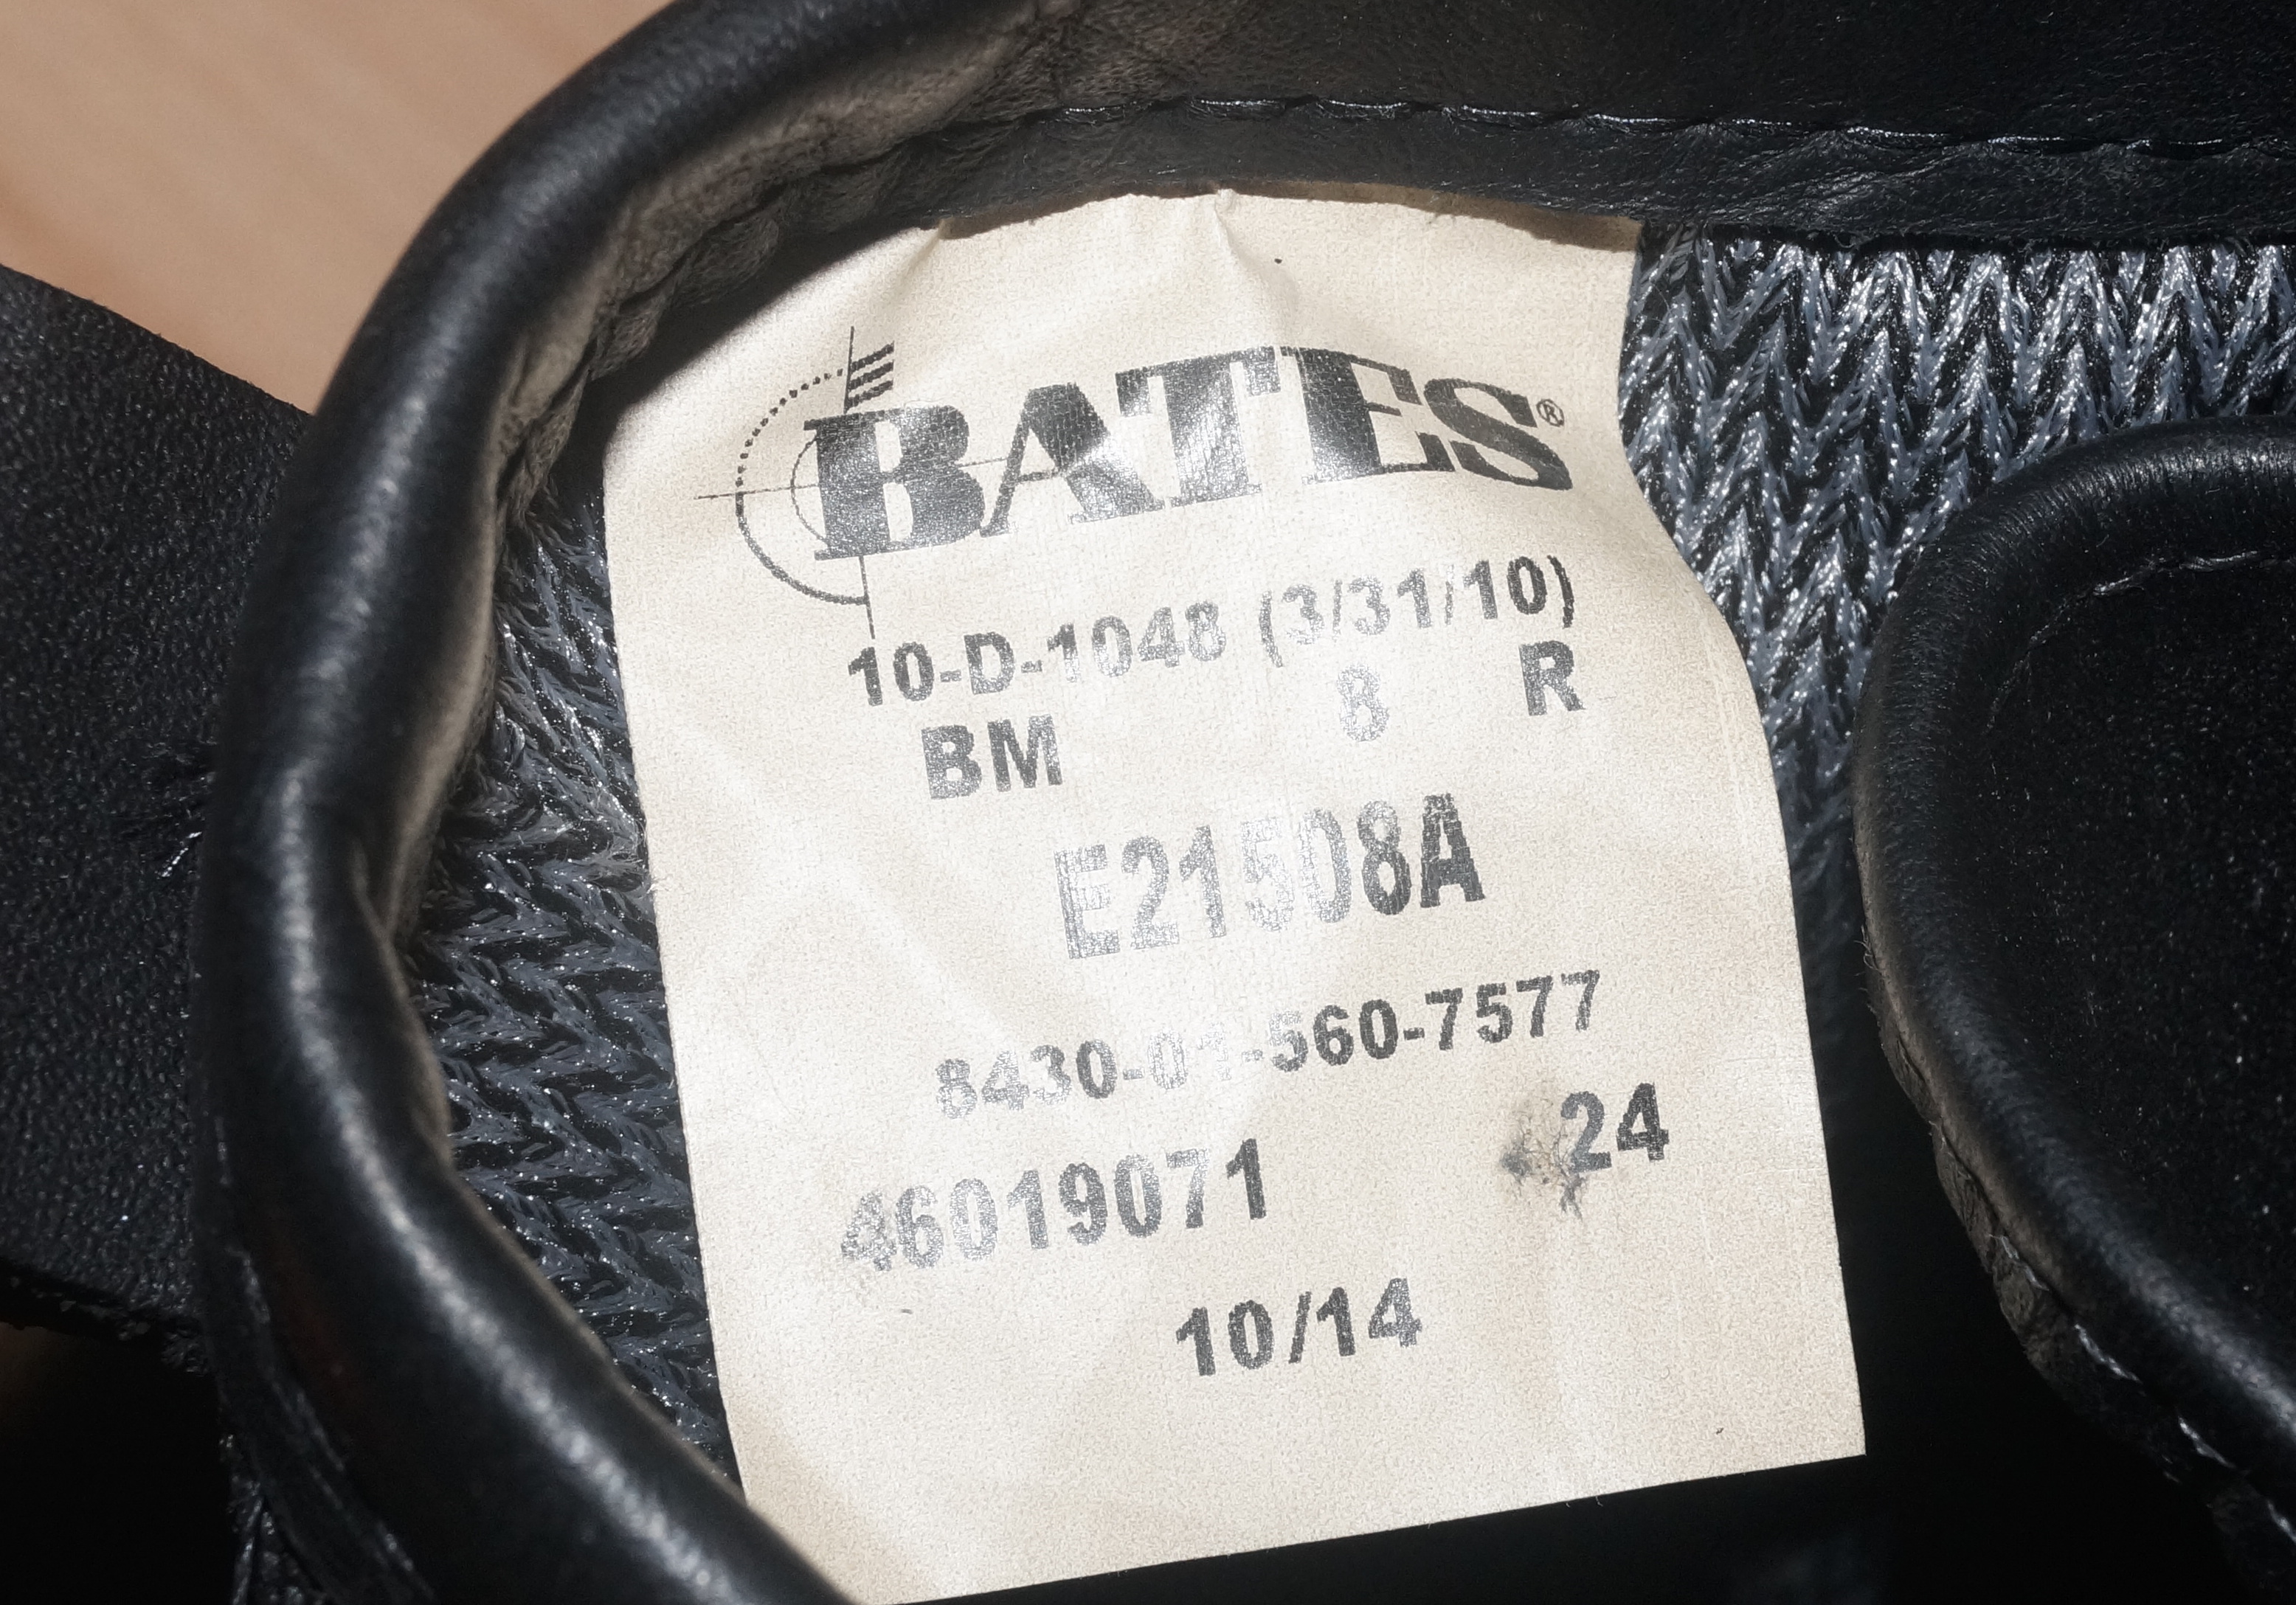 BATES®
10-D-1048 (3/31/10)
BM 8 R
E21508A
8430-01-560-7577
46019071 24
10/14